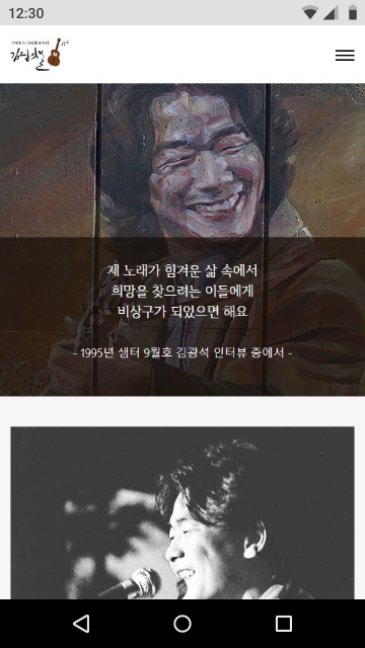 12:30
제 노래가 힘겨운 삶 속에서
희망을 찾으려는 이들에게
비상구가 되었으면 해요
- 1995년 샘터 9월호 김광석 인터뷰 중에서 -